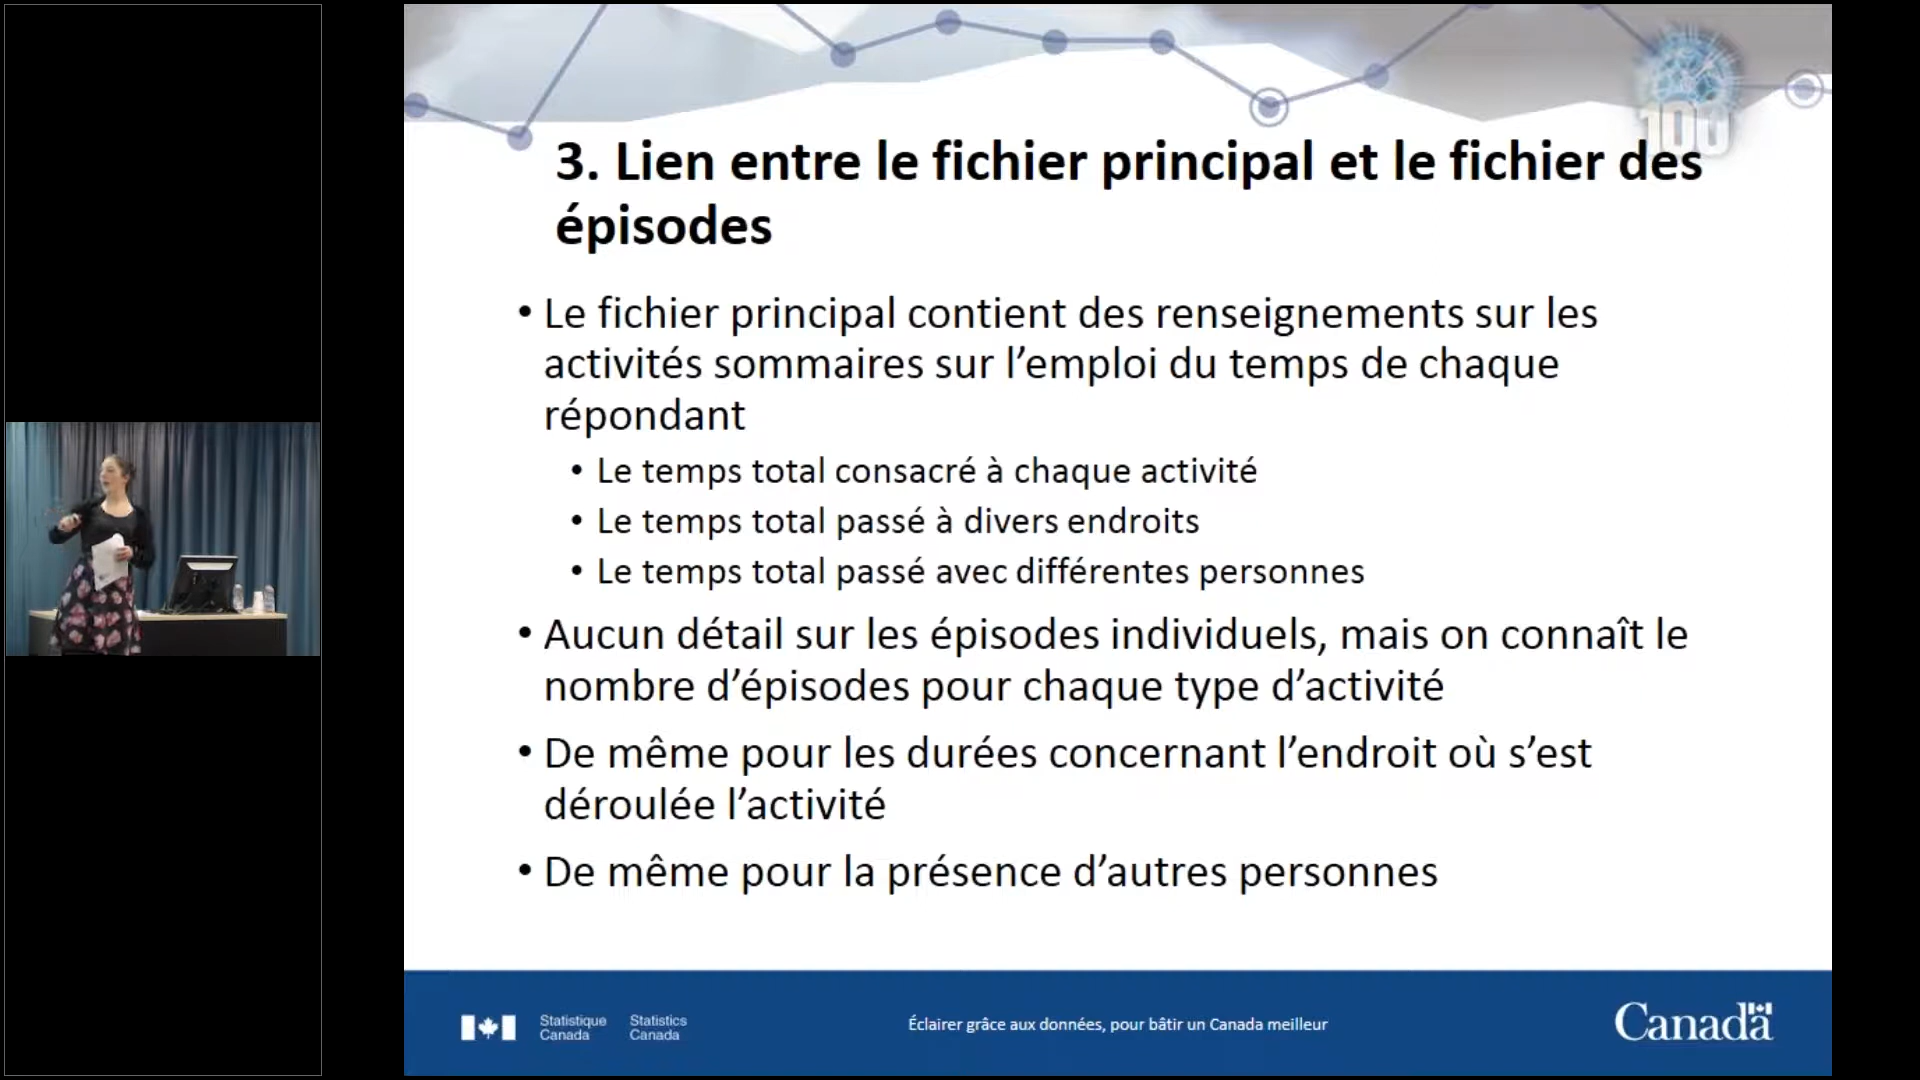 100
3. Lien entre le fichier principal et le fichier des
épisodes
• Le fichier principal contient des renseignements sur les
activités sommaires sur l’emploi du temps de chaque
répondant
• Le temps total consacré à chaque activité
• Le temps total passé à divers endroits
• Le temps total passé avec différentes personnes
• Aucun détail sur les épisodes individuels, mais on connaît le
nombre d’épisodes pour chaque type d’activité
• De même pour les durées concernant l’endroit où s’est
déroulée l’activité
• De même pour la présence d’autres personnes
Statistique
Canada
Statistics
Canada
Éclairer grâce aux données, pour bâtir un Canada meilleur
Canada